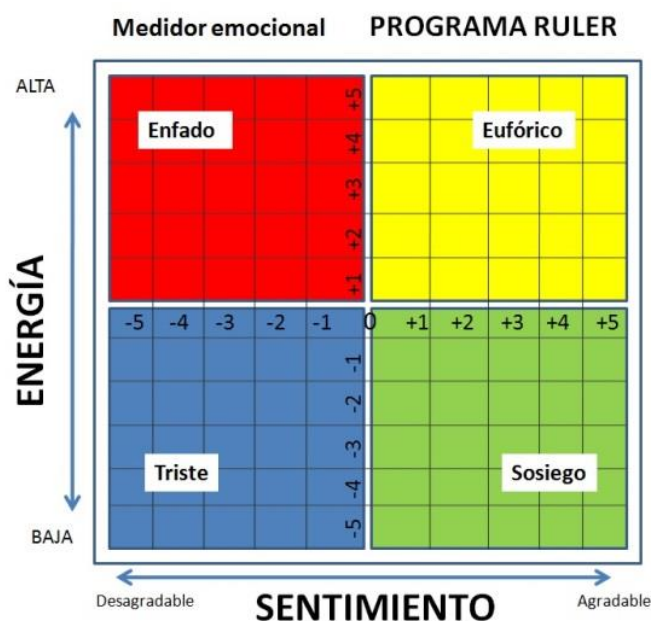 Medidor emocional
PROGRAMA RULER
ALTA
ENERGÍA
BAJA
Enfado
Eufórico
+5
+4
+3
+2
+1
-5 -4 -3 -2 -1 0 +1 +2 +3 +4 +5
-1
-2
-3
-4
-5
Triste
Sosiego
Desagradable
SENTIMIENTO
Agradable